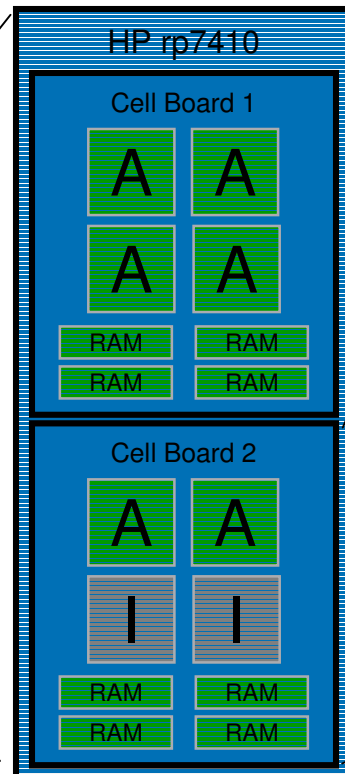 HP rp7410
Cell Board 1
A A
A A
RAM RAM
RAM RAM
Cell Board 2
A A
I I
RAM RAM
RAM RAM